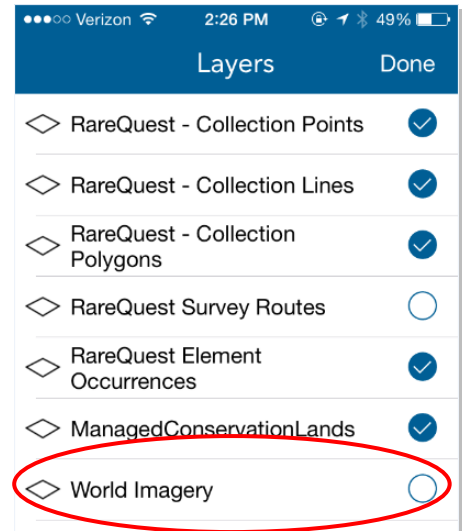 Verizon 2:26 PM 49%
Layers Done
RareQuest - Collection Points
RareQuest - Collection Lines
RareQuest - Collection
Polygons
RareQuest Survey Routes
RareQuest Element
Occurrences
ManagedConservationLands
World Imagery